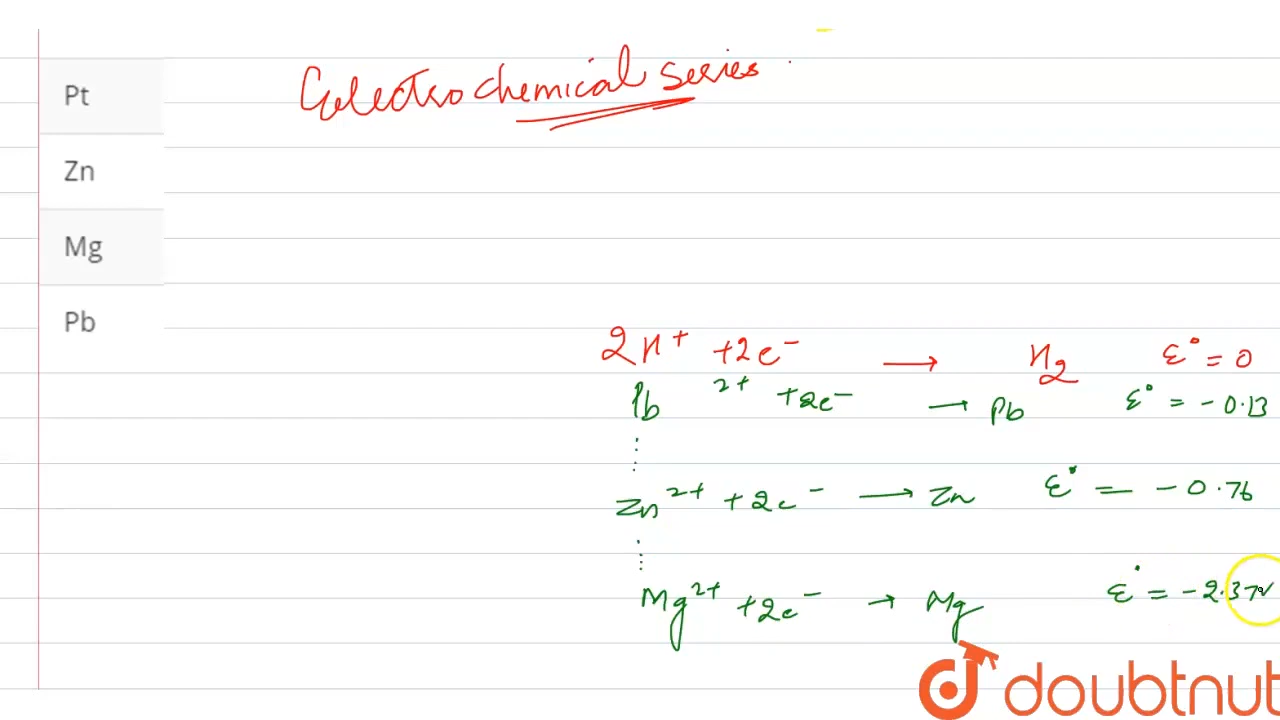 Electrochemical series
Pt
Zn
Mg
Pb
2H⁺ +2e⁻ → H₂ ε° = 0
Pb²⁺ +2e⁻ → Pb ε° = -0.13
Zn²⁺ +2e⁻ → Zn ε° = -0.76
Mg²⁺ +2e⁻ → Mg ε° = -2.37V
doubtnut